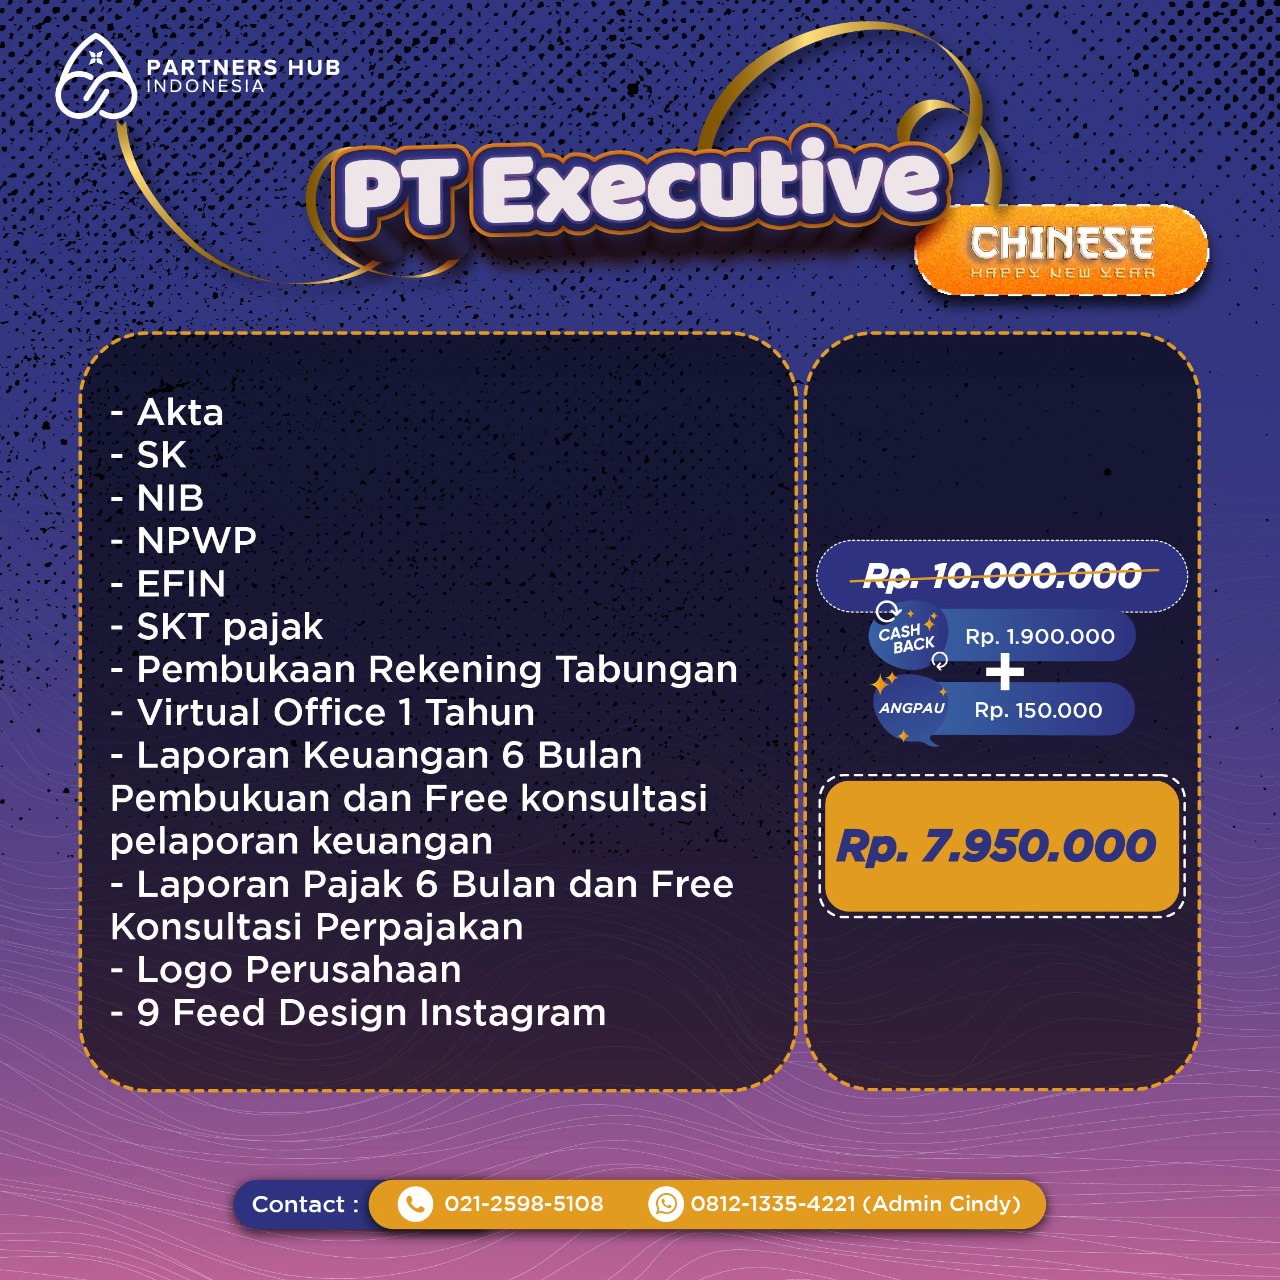 PARTNERS HUB
INDONESIA
PT Executive
CHINESE
HAPPY NEW YEAR
- Akta
- SK
- NIB
- NPWP
- EFIN
- SKT pajak
- Pembukaan Rekening Tabungan
- Virtual Office 1 Tahun
- Laporan Keuangan 6 Bulan
Pembukuan dan Free konsultasi
pelaporan keuangan
- Laporan Pajak 6 Bulan dan Free
Konsultasi Perpajakan
- Logo Perusahaan
- 9 Feed Design Instagram
Rp. 10.000.000
CASH
BACK
Rp. 1.900.000
+
ANGPAU
Rp. 150.000
Rp. 7.950.000
Contact : 021-2598-5108 0812-1335-4221 (Admin Cindy)